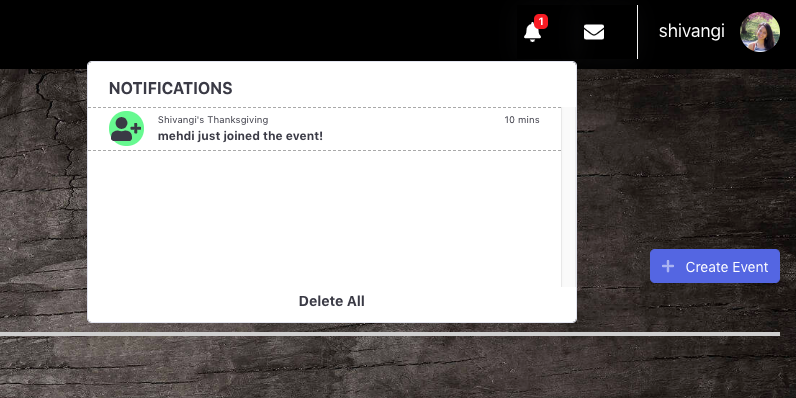 1
shivangi
NOTIFICATIONS
Shivangi's Thanksgiving 10 mins
mehdi just joined the event!
Create Event
Delete All